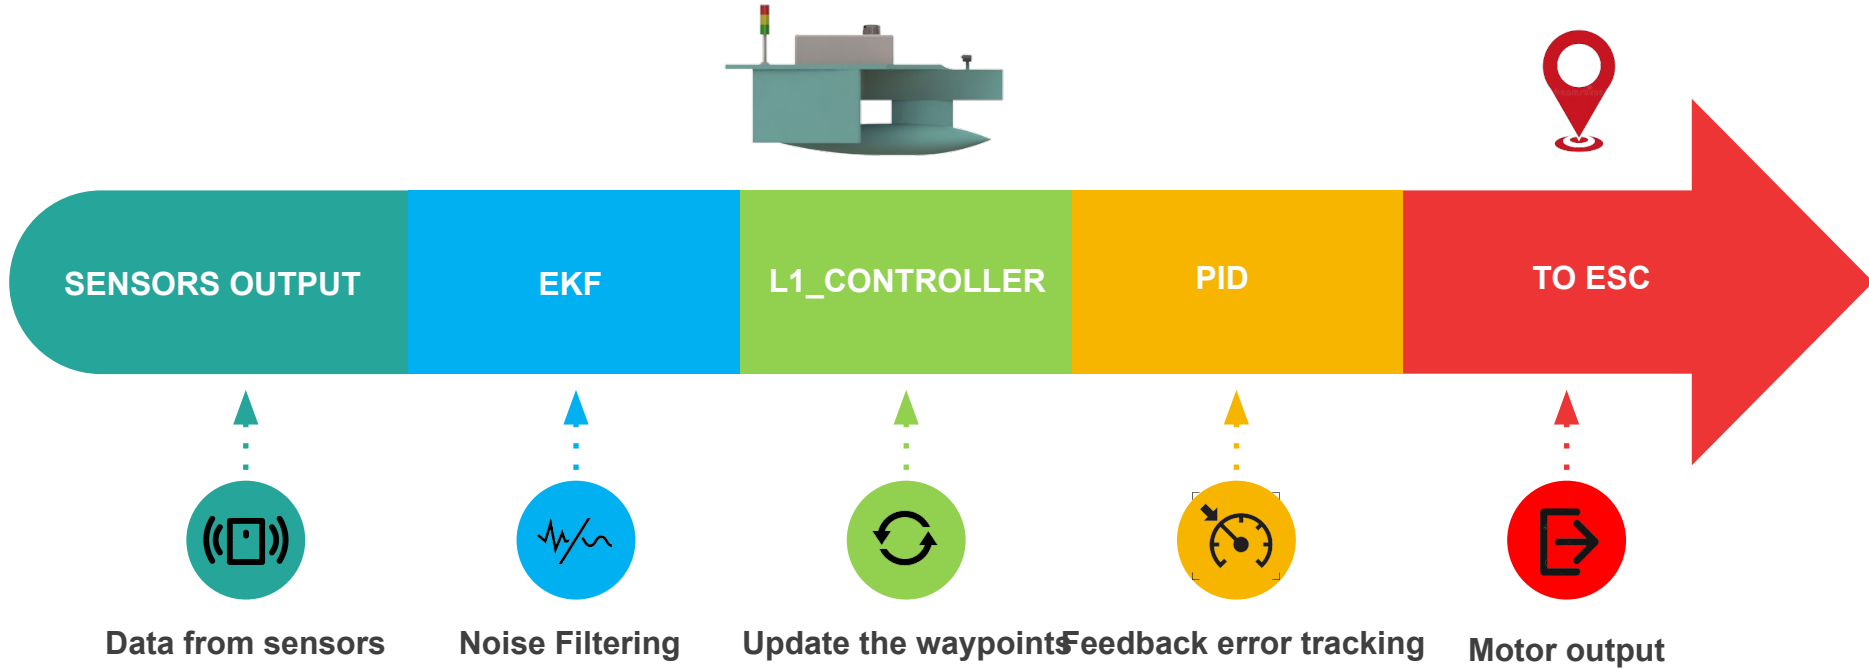 SENSORS OUTPUT
EKF
L1_CONTROLLER
PID
TO ESC
Data from sensors
Noise Filtering
Update the waypoints
Feedback error tracking
Motor output